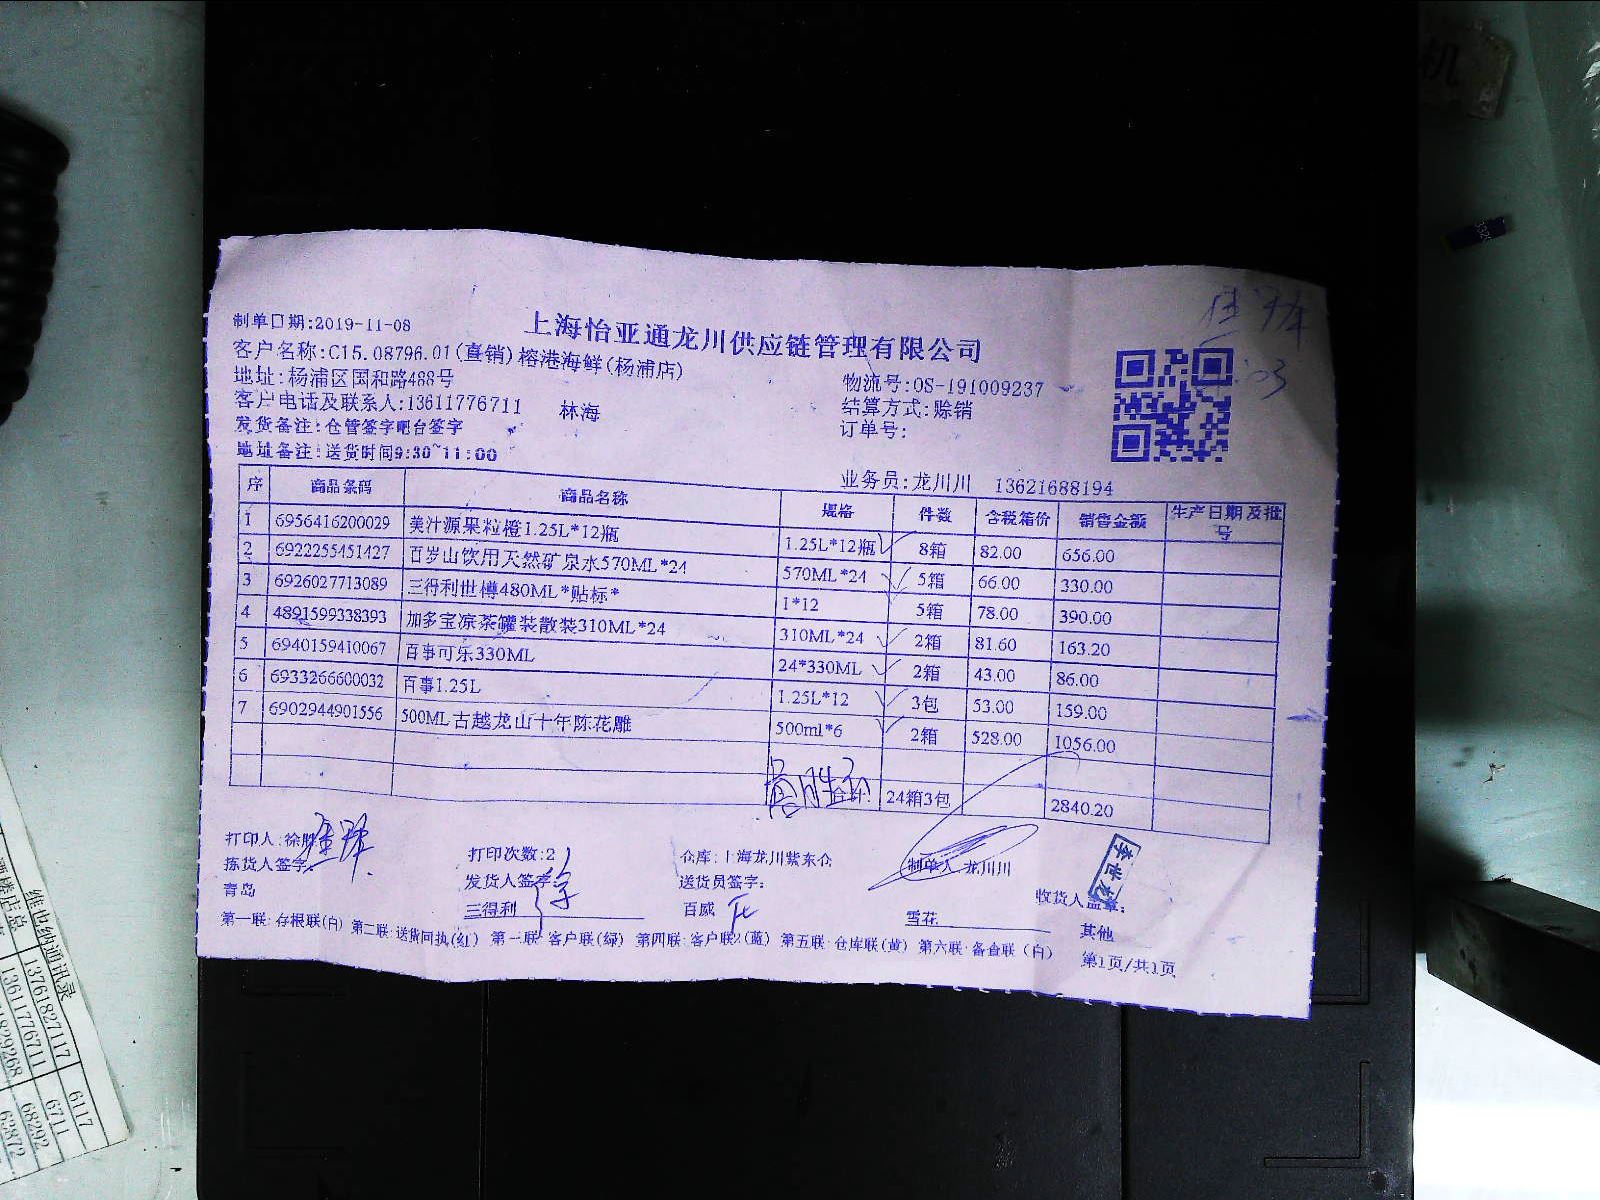 制单日期:2019-11-08
上海怡亚通龙川供应链管理有限公司
客户名称:C15.08796.01(直销)榕港海鲜(杨浦店)
地址:杨浦区国和路488号
物流号:OS-191009237
客户电话及联系人:13611776711 林海
结算方式:赊销
发货备注:仓管签字吧台签字
订单号:
地址备注:送货时间9:30~11:00
业务员:龙川川 13621688194
序 商品条码 商品名称 规格 件数 含税箱价 销售金额 生产日期及批号
1 6956416200029 美汁源果粒橙1.25L*12瓶 1.25L*12瓶 8箱 82.00 656.00
2 6922255451427 百岁山饮用天然矿泉水570ML*24 570ML*24 5箱 66.00 330.00
3 6926027713089 三得利世樽480ML*贴标* 1*12 5箱 78.00 390.00
4 4891599338393 加多宝凉茶罐装散装310ML*24 310ML*24 2箱 81.60 163.20
5 6940159410067 百事可乐330ML 24*330ML 2箱 43.00 86.00
6 6933266600032 百事1.25L 1.25L*12 3包 53.00 159.00
7 6902944901556 500ML古越龙山十年陈花雕 500ml*6 2箱 528.00 1056.00
合计: 24箱3包 2840.20
打印人:徐 打印次数:2 仓库:上海龙川紫东仓 制单人 龙川川
拣货人签字: 发货人签字: 送货员签字: 收货人盖章:
李世龙
青岛 三得利 百威 雪花 其他
第一联:存根联(白) 第二联:送货回执(红) 第三联:客户联(绿) 第四联:客户联2(蓝) 第五联:仓库联(黄) 第六联:备查联(白) 第1页/共1页
维也纳通讯录
13761827117 6117
13611776711 6711
68292
63872